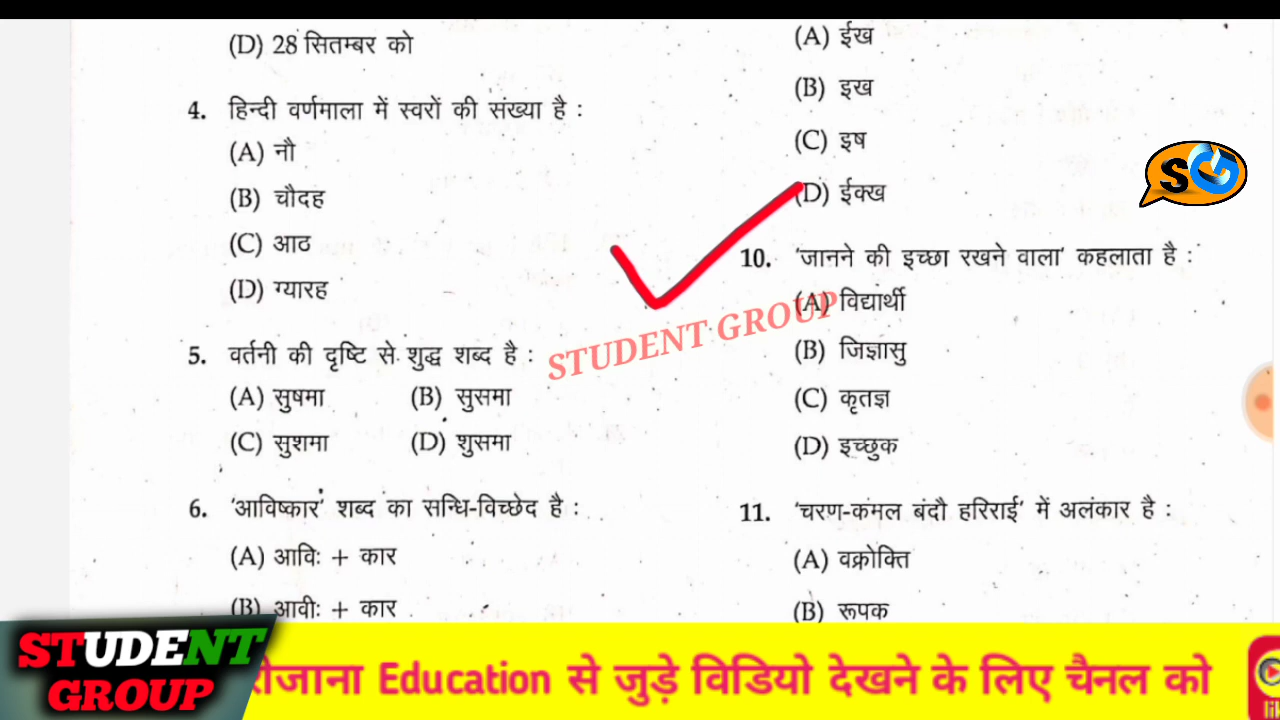 (D) 28 सितम्बर को
4. हिन्दी वर्णमाला में स्वरों की संख्या है :
(A) नौ
(B) चौदह
(C) आठ
(D) ग्यारह
5. वर्तनी की दृष्टि से शुद्ध शब्द है :
(A) सुषमा (B) सुसमा
(C) सुशमा (D) शुसमा
6. 'आविष्कार' शब्द का सन्धि-विच्छेद है :
(A) आविः + कार
(B) आवीः + कार
(A) ईख
(B) इख
(C) इष
(D) ईक्ख
10. 'जानने की इच्छा रखने वाला' कहलाता है :
(A) विद्यार्थी
(B) जिज्ञासु
(C) कृतज्ञ
(D) इच्छुक
11. 'चरण-कमल बंदौ हरिराई' में अलंकार है :
(A) वक्रोक्ति
(B) रूपक
STUDENT GROUP
SG
STUDENT
GROUP
रोजाना Education से जुड़े विडियो देखने के लिए चैनल को